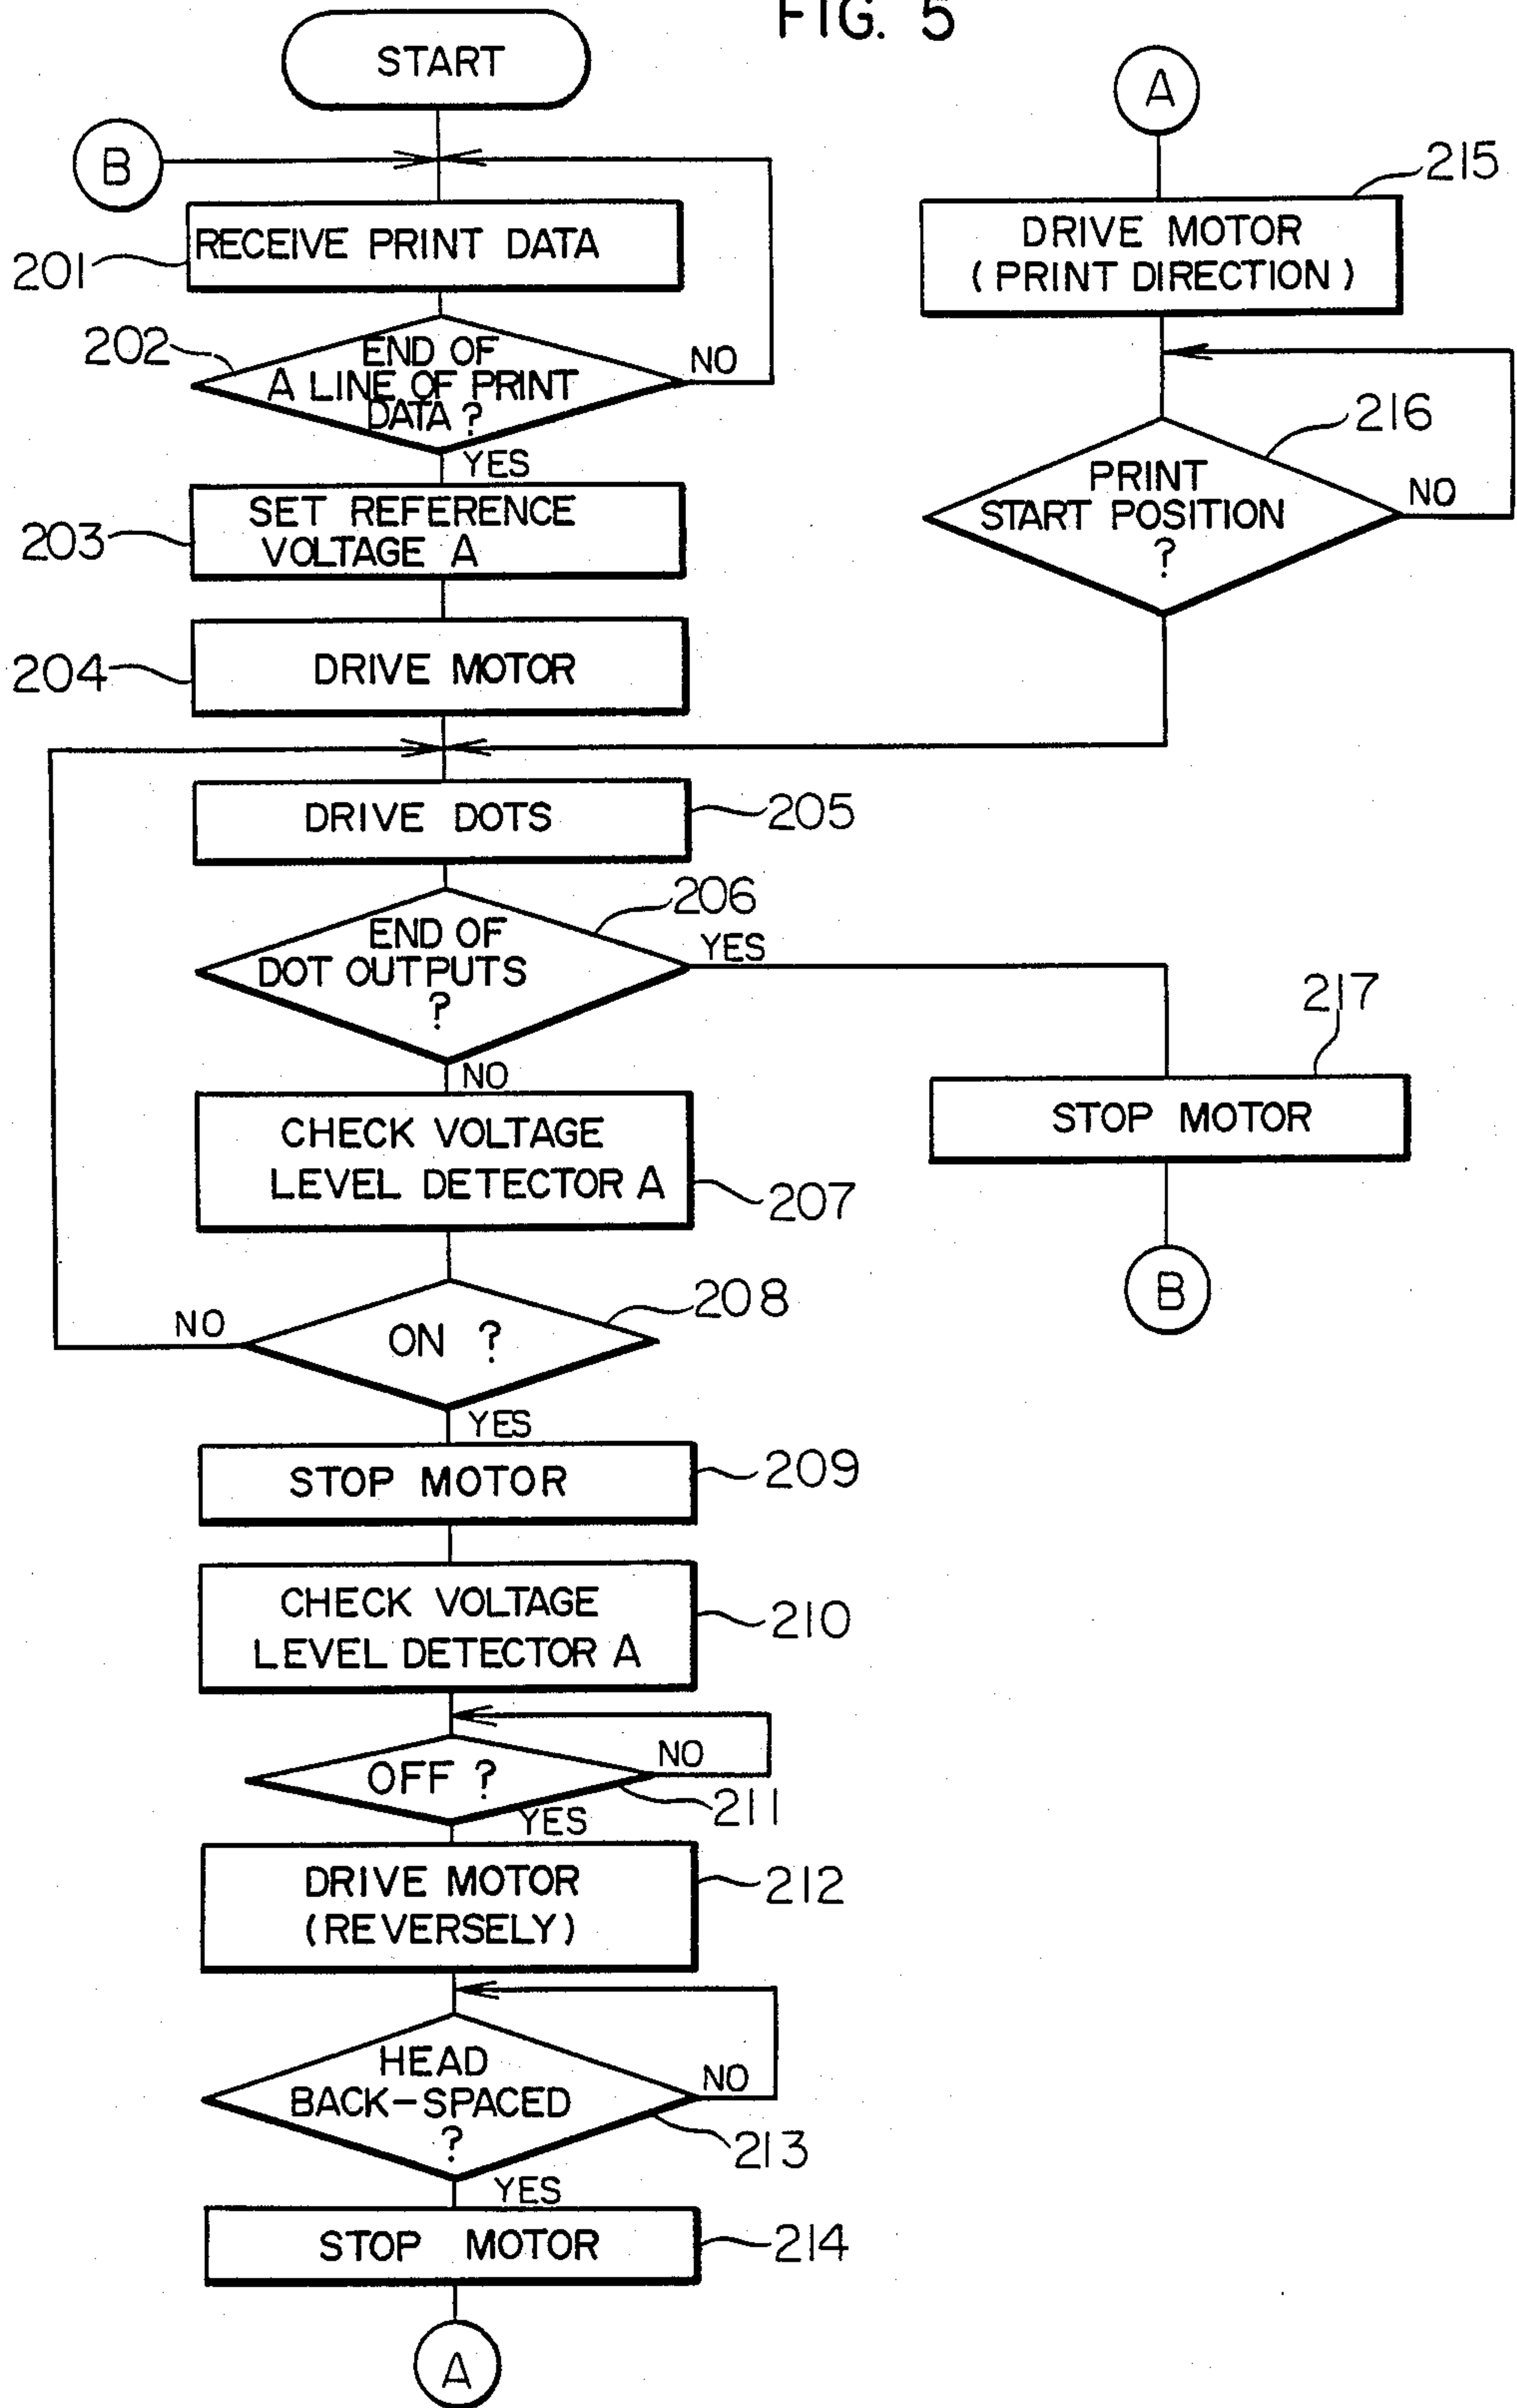 FIG. 5
START
B
RECEIVE PRINT DATA
201
202
END OF
A LINE OF PRINT
DATA ?
NO
YES
SET REFERENCE
VOLTAGE A
203
DRIVE MOTOR
204
DRIVE DOTS
205
206
END OF
DOT OUTPUTS
?
YES
NO
CHECK VOLTAGE
LEVEL DETECTOR A
207
208
ON ?
NO
YES
STOP MOTOR
209
CHECK VOLTAGE
LEVEL DETECTOR A
210
OFF ?
NO
211
YES
DRIVE MOTOR
(REVERSELY)
212
HEAD
BACK-SPACED
?
NO
213
YES
STOP MOTOR
214
A
A
215
DRIVE MOTOR
(PRINT DIRECTION)
216
PRINT
START POSITION
?
NO
217
STOP MOTOR
B